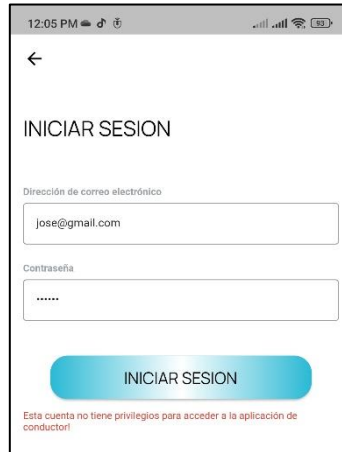 12:05 PM
93
INICIAR SESION
Dirección de correo electrónico
jose@gmail.com
Contraseña
••••••
INICIAR SESION
Esta cuenta no tiene privilegios para acceder a la aplicación de
conductor!